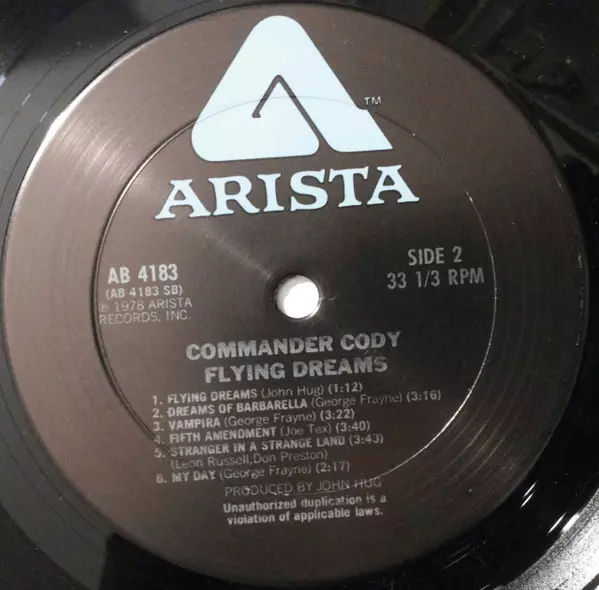 TM
ARISTA
AB 4183
(AB 4183 SB)
℗ 1978 ARISTA
RECORDS, INC.
SIDE 2
33 1/3 RPM
COMMANDER CODY
FLYING DREAMS
1. FLYING DREAMS (John Hug) (1:12)
2. DREAMS OF BARBARELLA (George Frayne) (3:16)
3. VAMPIRA (George Frayne) (3:22)
4. FIFTH AMENDMENT (Joe Tex) (3:40)
5. STRANGER IN A STRANGE LAND (3:43)
(Leon Russell,Don Preston)
6. MY DAY (George Frayne) (2:17)
PRODUCED BY JOHN HUG
Unauthorized duplication is a
violation of applicable laws.